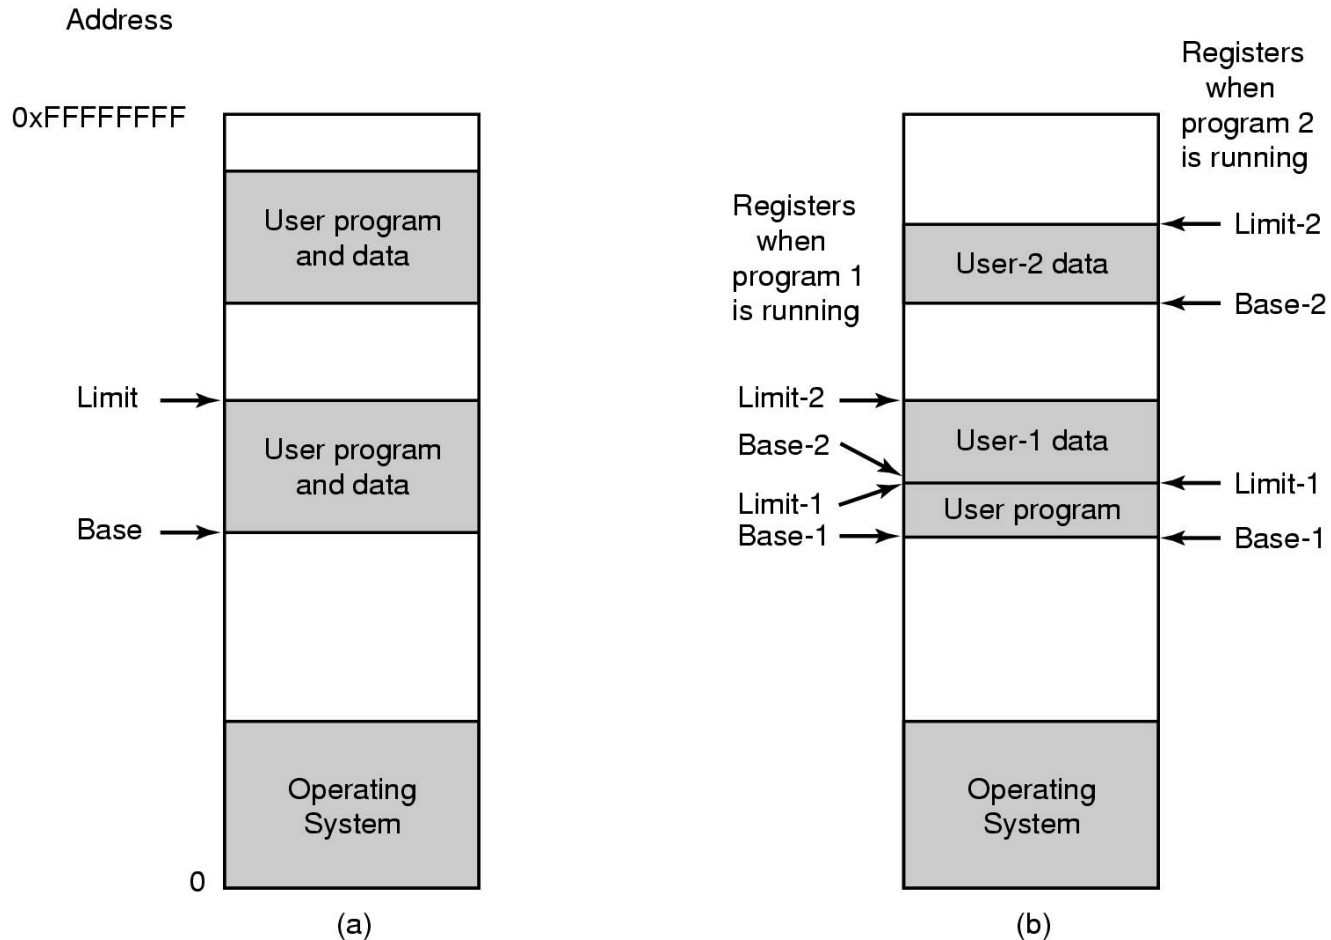 Address
0xFFFFFFFF
User program
and data
Limit
User program
and data
Base
Operating
System
0
(a)
Registers
when
program 1
is running
Limit-2
Base-2
Limit-1
Base-1
User-2 data
User-1 data
User program
Operating
System
Registers
when
program 2
is running
Limit-2
Base-2
Limit-1
Base-1
(b)